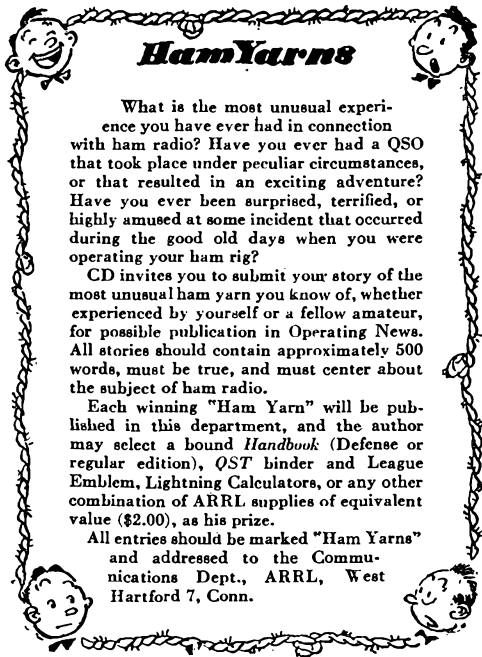 Ham Yarns
What is the most unusual experi-
ence you have ever had in connection
with ham radio? Have you ever had a QSO
that took place under peculiar circumstances,
or that resulted in an exciting adventure?
Have you ever been surprised, terrified, or
highly amused at some incident that occurred
during the good old days when you were
operating your ham rig?
CD invites you to submit your story of the
most unusual ham yarn you know of, whether
experienced by yourself or a fellow amateur,
for possible publication in Operating News.
All stories should contain approximately 500
words, must be true, and must center about
the subject of ham radio.
Each winning "Ham Yarn" will be pub-
lished in this department, and the author
may select a bound Handbook (Defense or
regular edition), QST binder and League
Emblem, Lightning Calculators, or any other
combination of ARRL supplies of equivalent
value ($2.00), as his prize.
All entries should be marked "Ham Yarns"
and addressed to the Commu-
nications Dept., ARRL, West
Hartford 7, Conn.